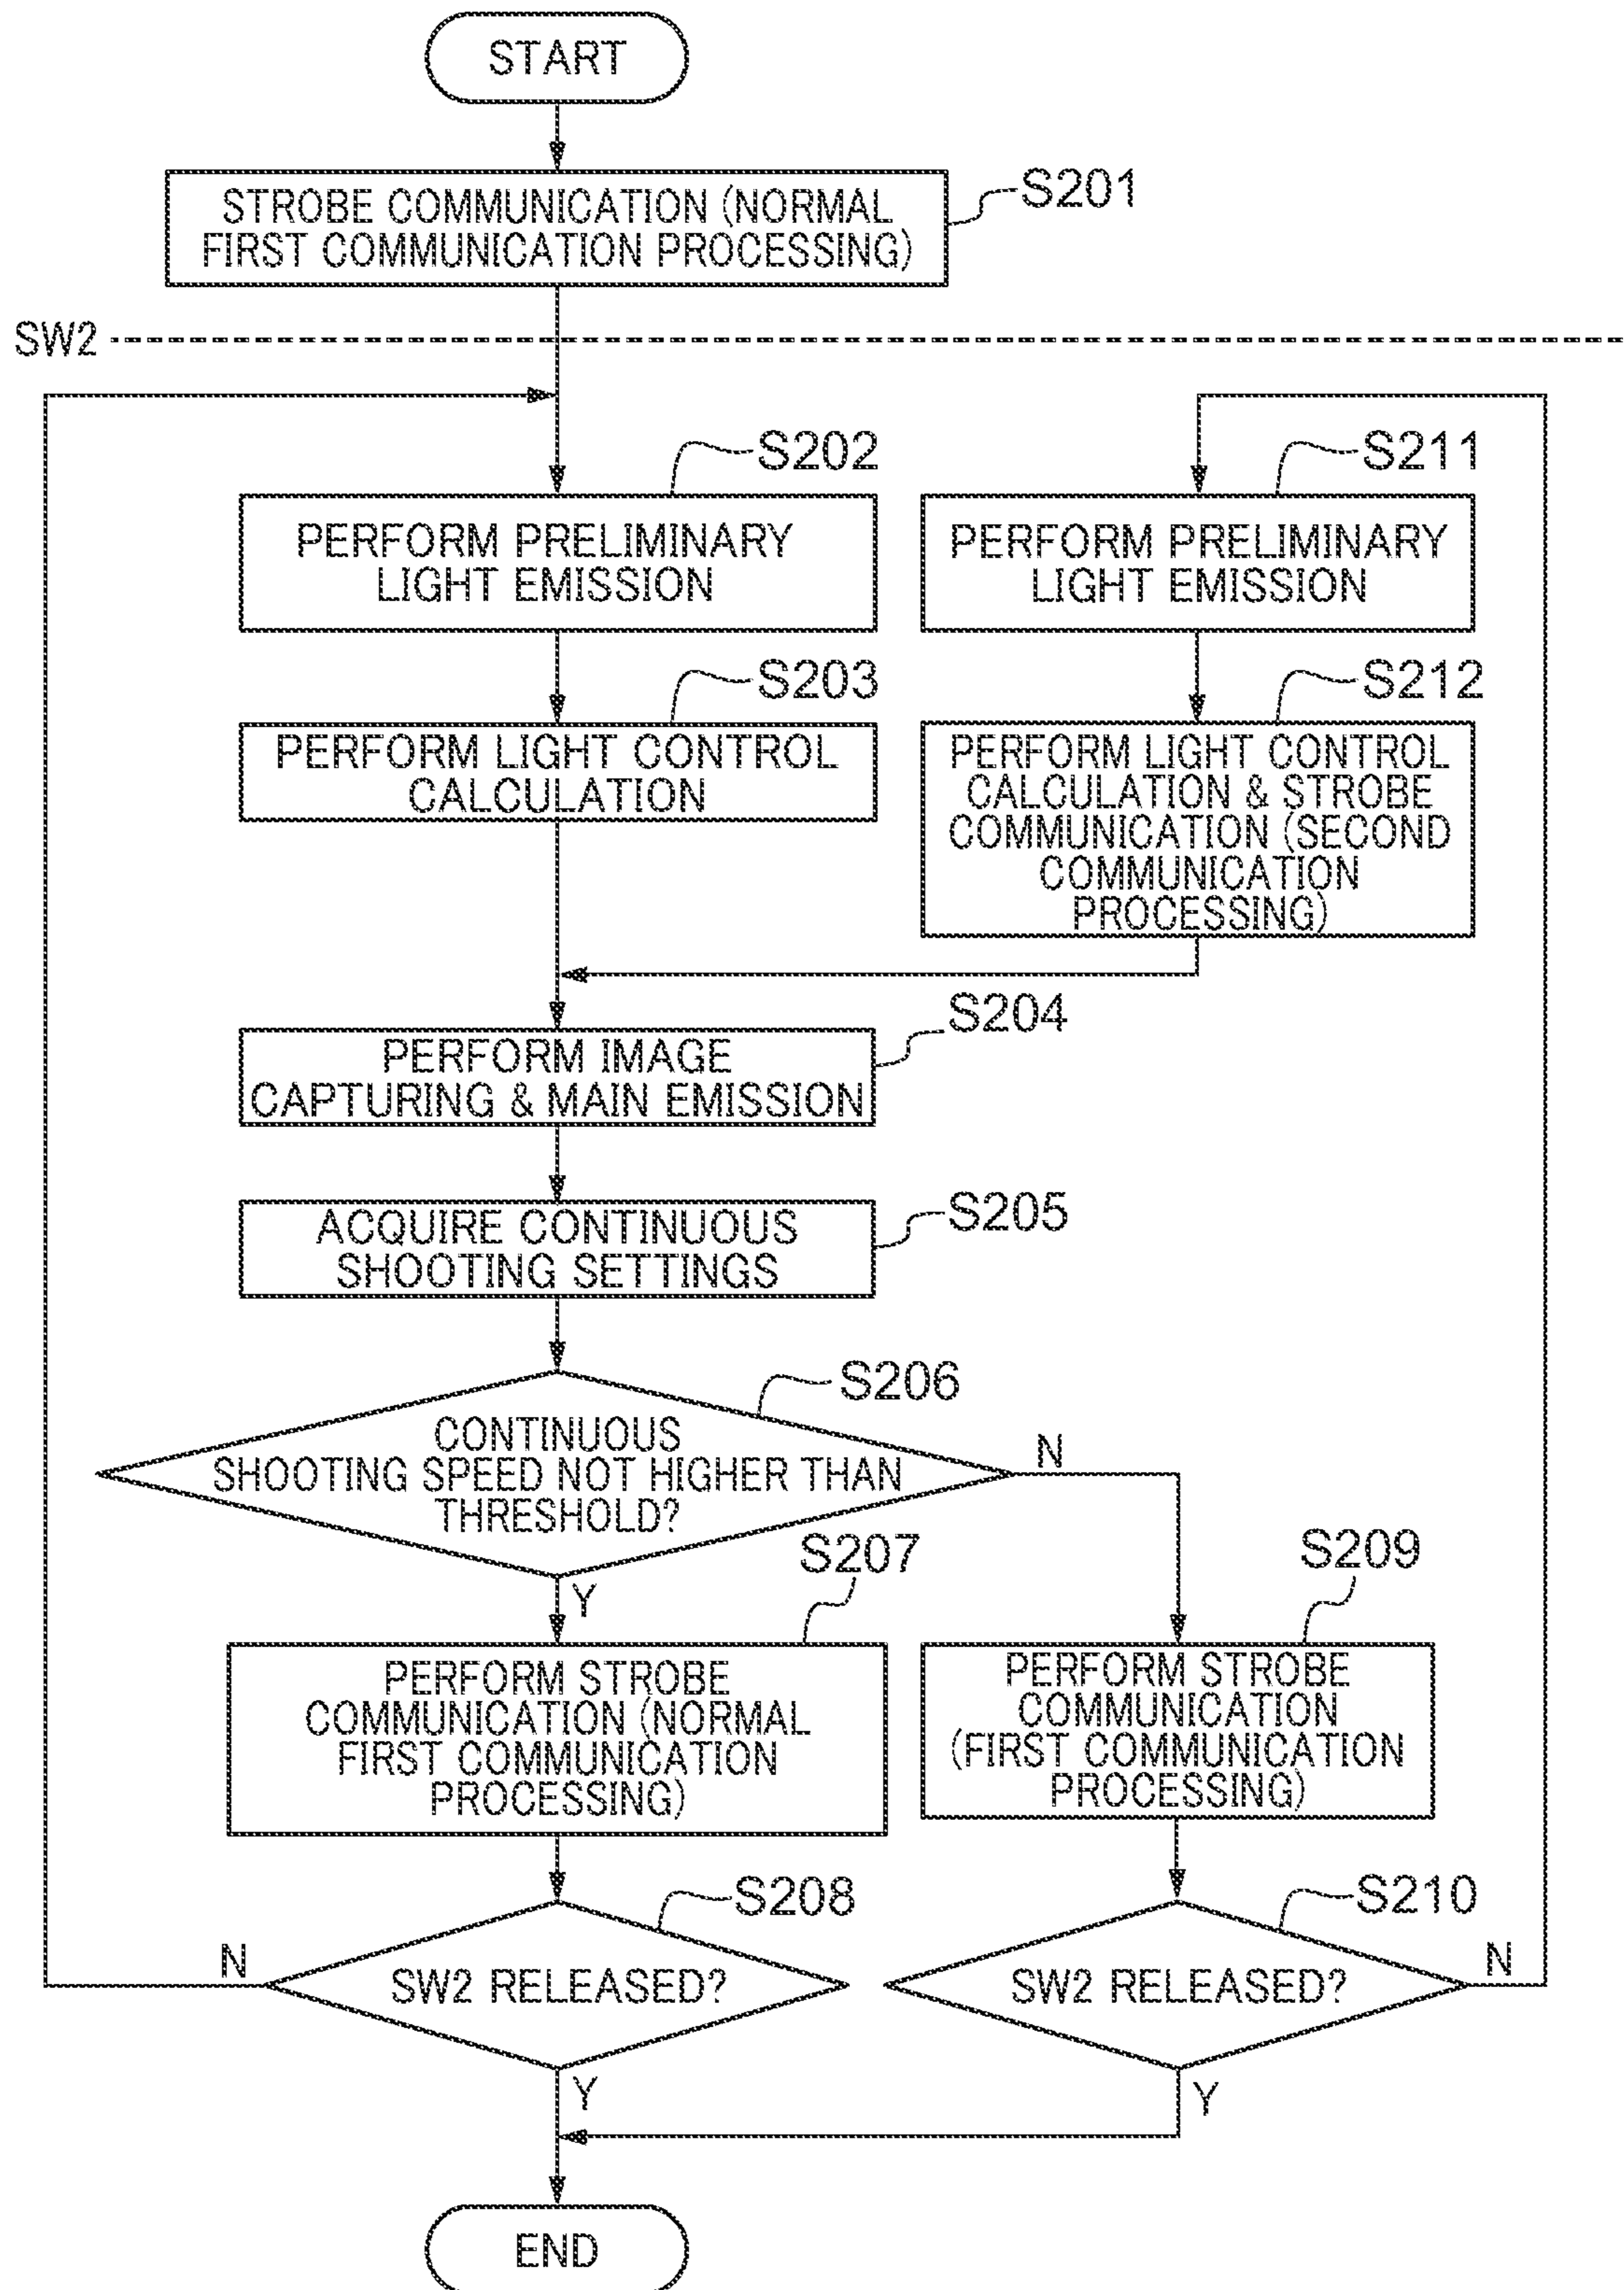 START
STROBE COMMUNICATION (NORMAL
FIRST COMMUNICATION PROCESSING)
S201
SW2
S202
PERFORM PRELIMINARY
LIGHT EMISSION
S211
PERFORM PRELIMINARY
LIGHT EMISSION
S203
PERFORM LIGHT CONTROL
CALCULATION
S212
PERFORM LIGHT CONTROL
CALCULATION & STROBE
COMMUNICATION (SECOND
COMMUNICATION
PROCESSING)
S204
PERFORM IMAGE
CAPTURING & MAIN EMISSION
S205
ACQUIRE CONTINUOUS
SHOOTING SETTINGS
S206
CONTINUOUS
SHOOTING SPEED NOT HIGHER THAN
THRESHOLD?
N
Y
S207
PERFORM STROBE
COMMUNICATION (NORMAL
FIRST COMMUNICATION
PROCESSING)
S209
PERFORM STROBE
COMMUNICATION
(FIRST COMMUNICATION
PROCESSING)
S208
SW2 RELEASED?
N
Y
S210
SW2 RELEASED?
N
Y
END